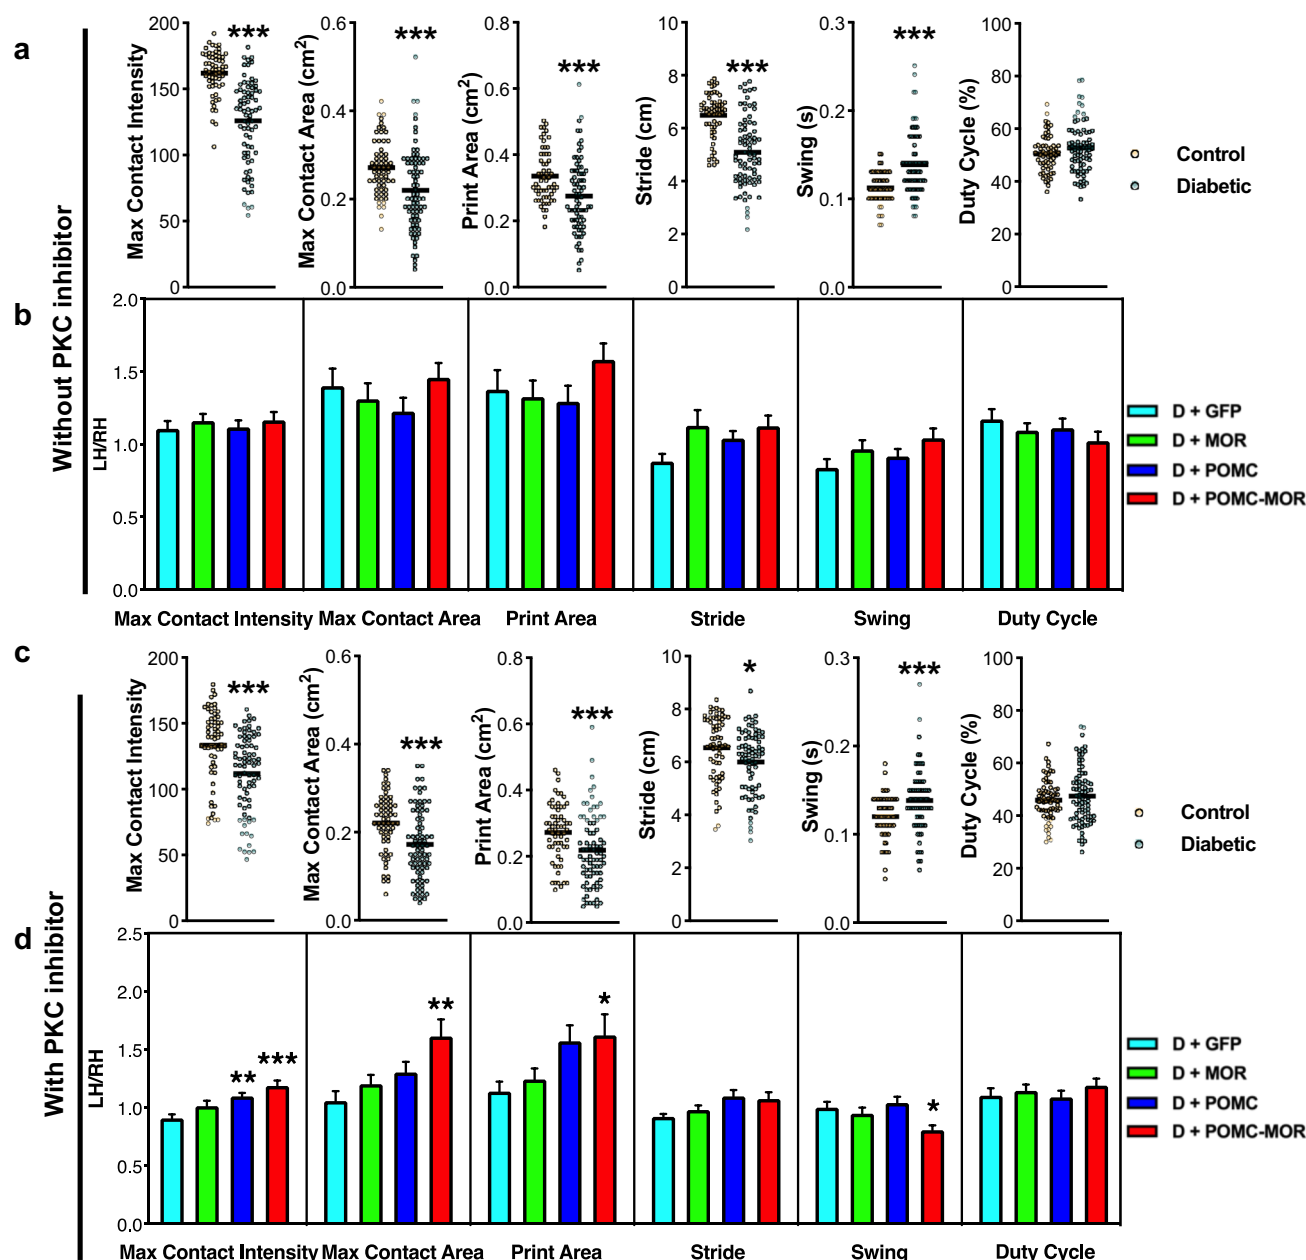 a
Without PKC inhibitor
Max Contact Intensity
200
150
100
50
0
***
Max Contact Area (cm2)
0.6
0.4
0.2
0.0
***
Print Area (cm2)
0.8
0.6
0.4
0.2
0.0
***
Stride (cm)
10
8
6
4
2
0
***
Swing (s)
0.3
0.2
0.1
0.0
***
Duty Cycle (%)
100
80
60
40
20
0
Control
Diabetic
b
LH/RH
2.0
1.5
1.0
0.5
0.0
Max Contact Intensity Max Contact Area Print Area Stride Swing Duty Cycle
D + GFP
D + MOR
D + POMC
D + POMC-MOR
c
With PKC inhibitor
Max Contact Intensity
200
150
100
50
0
***
Max Contact Area (cm2)
0.6
0.4
0.2
0.0
***
Print Area (cm2)
0.8
0.6
0.4
0.2
0.0
***
Stride (cm)
10
8
6
4
2
0
*
Swing (s)
0.3
0.2
0.1
0.0
***
Duty Cycle (%)
100
80
60
40
20
0
Control
Diabetic
d
LH/RH
2.5
2.0
1.5
1.0
0.5
0.0
**
***
**
*
*
Max Contact Intensity Max Contact Area Print Area Stride Swing Duty Cycle
D + GFP
D + MOR
D + POMC
D + POMC-MOR